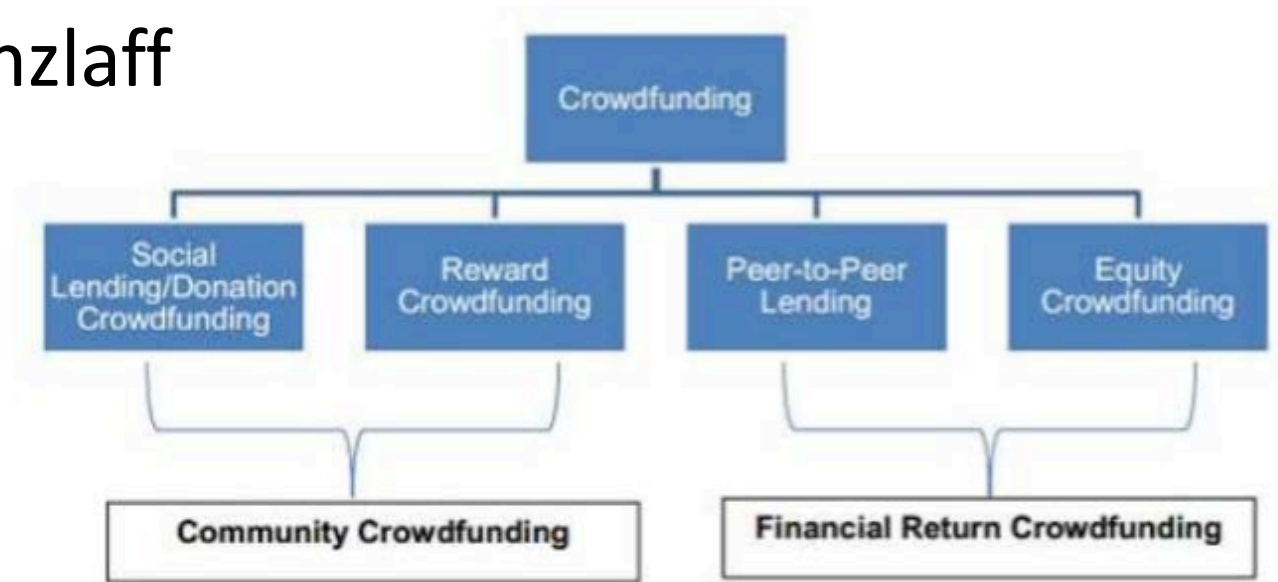 nzlaff
Crowdfunding
Social
Lending/Donation
Crowdfunding
Reward
Crowdfunding
Peer-to-Peer
Lending
Equity
Crowdfunding
Community Crowdfunding
Financial Return Crowdfunding